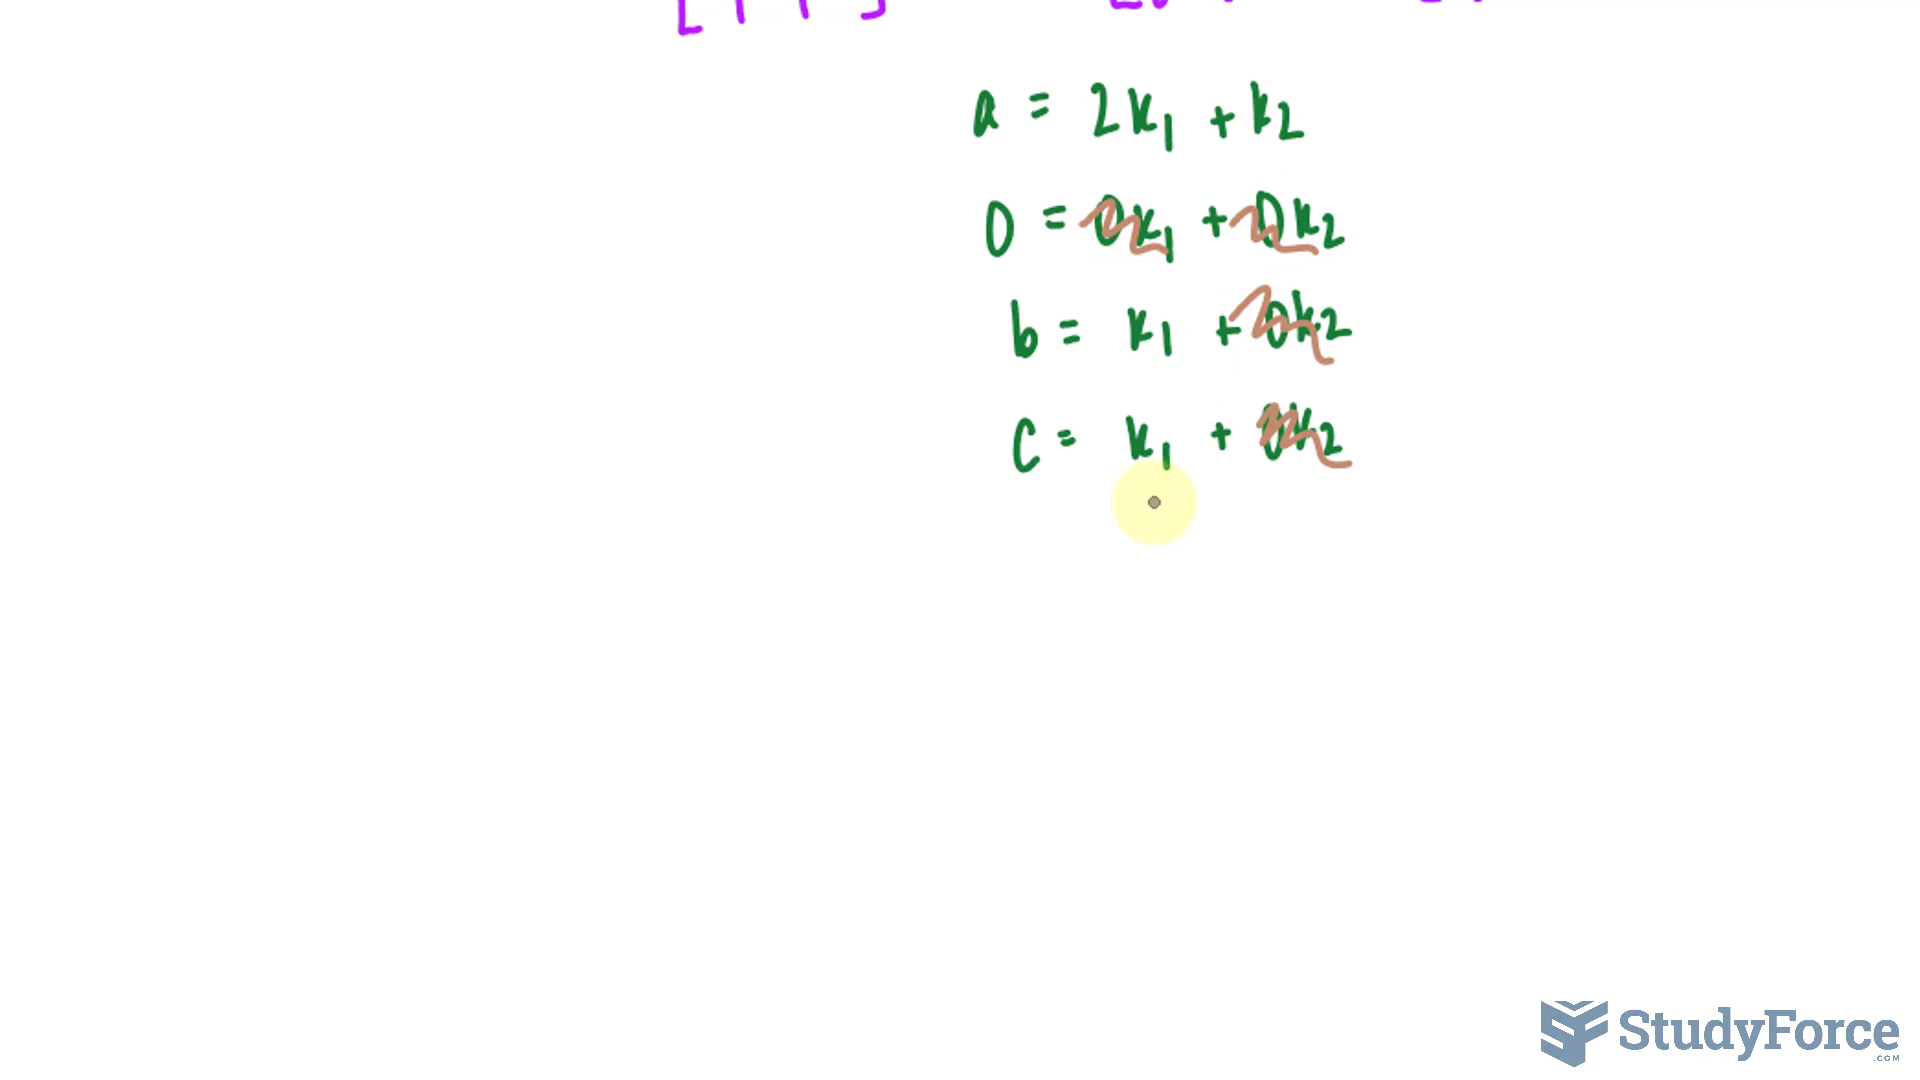 a = 2k₁ + k₂
0 = 0k₁ + 0k₂
b = k₁ + 0k₂
c = k₁ + 0k₂
StudyForce
.COM